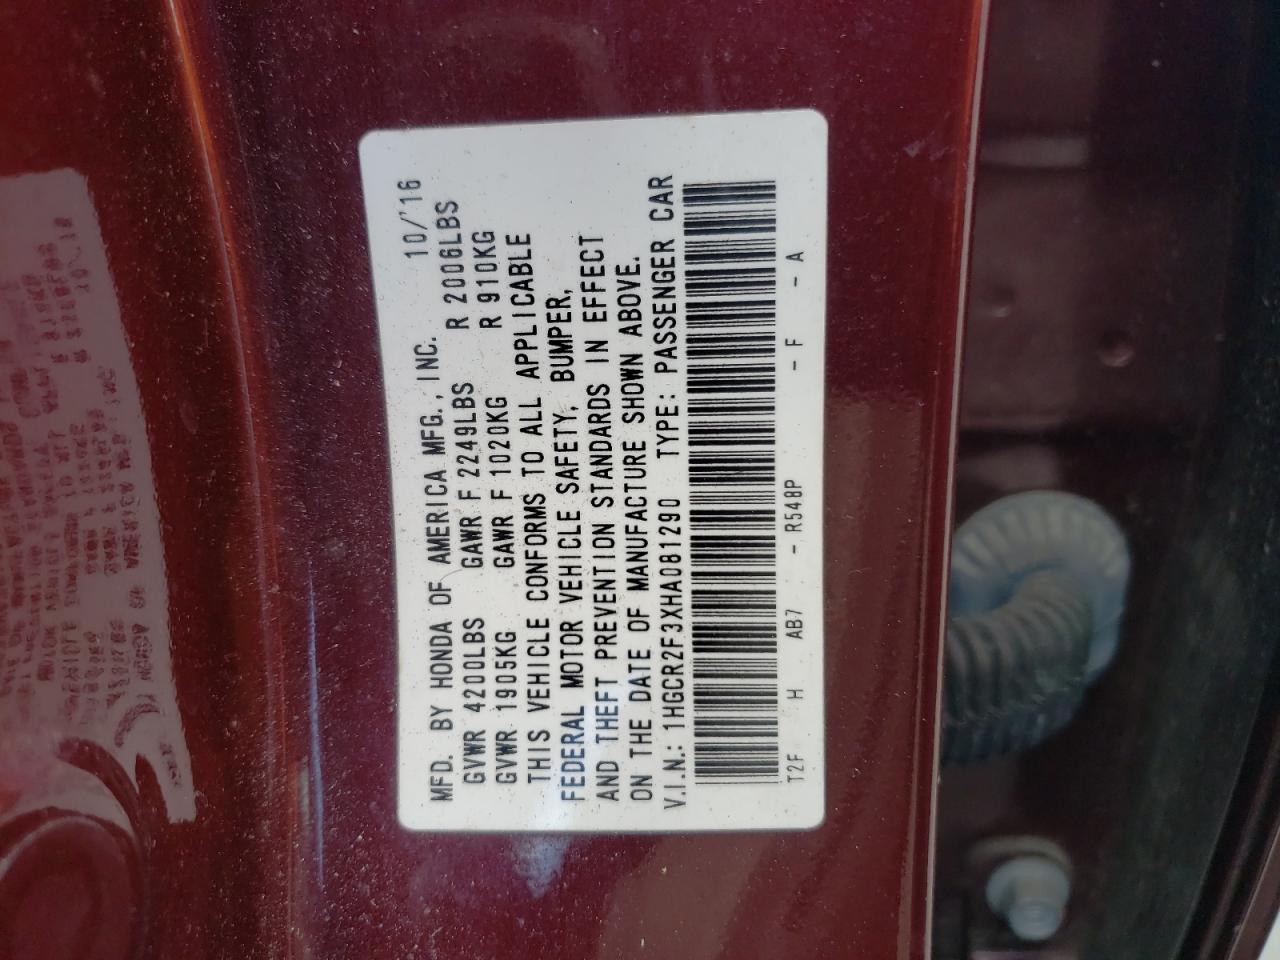 MFD. BY HONDA OF AMERICA MFG., INC. 10/'16
GVWR 4200LBS GAWR F 2249LBS R 2006LBS
GVWR 1905KG GAWR F 1020KG R 910KG
THIS VEHICLE CONFORMS TO ALL APPLICABLE
FEDERAL MOTOR VEHICLE SAFETY, BUMPER,
AND THEFT PREVENTION STANDARDS IN EFFECT
ON THE DATE OF MANUFACTURE SHOWN ABOVE.
V.I.N.: 1HGCR2F3XHA081290 TYPE: PASSENGER CAR
T2F H AB7 - R548P - F - A